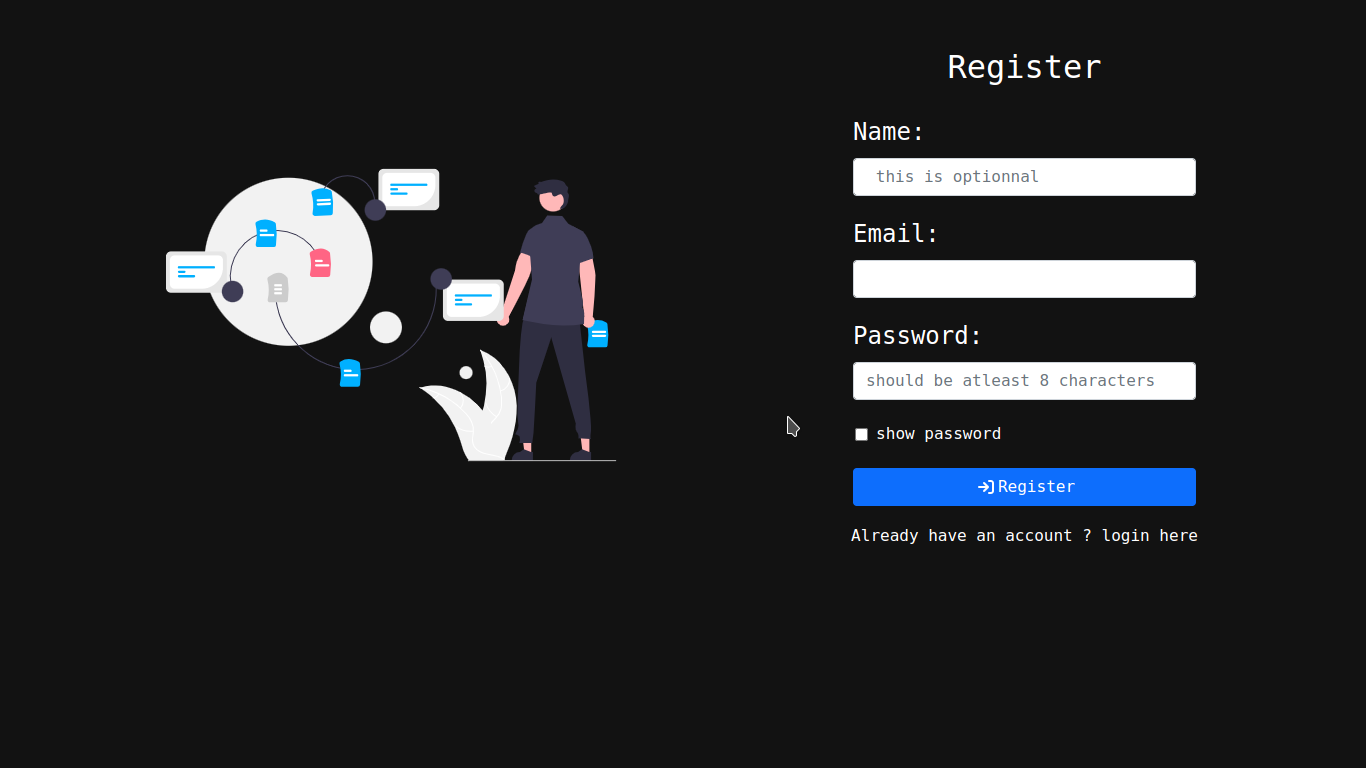 Register
Name:
this is optionnal
Email:
Password:
should be atleast 8 characters
show password
Register
Already have an account ? login here